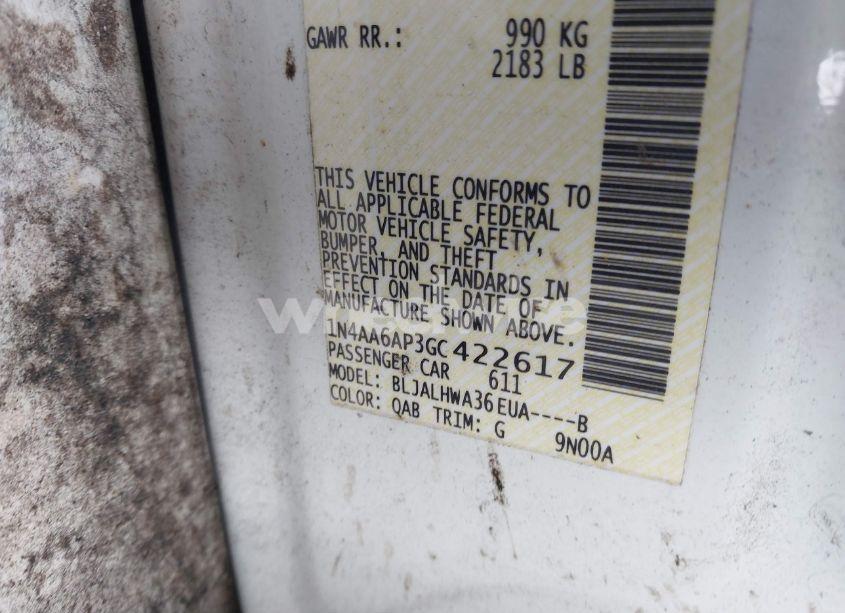 GAWR RR.: 990 KG
2183 LB
THIS VEHICLE CONFORMS TO
ALL APPLICABLE FEDERAL
MOTOR VEHICLE SAFETY,
BUMPER, AND THEFT
PREVENTION STANDARDS IN
EFFECT ON THE DATE OF
MANUFACTURE SHOWN ABOVE.
1N4AA6AP3GC422617
PASSENGER CAR 611
MODEL: BLJALHWA36EUA----B
COLOR: QAB TRIM: G 9N00A